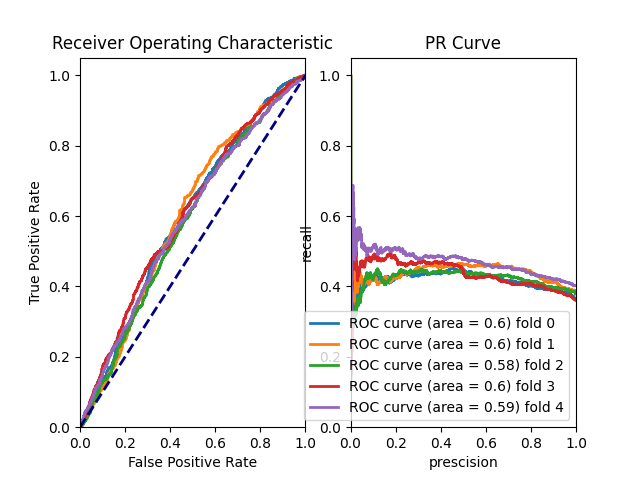 Receiver Operating Characteristic
PR Curve
1.0
0.8
0.6
0.4
0.2
0.0
True Positive Rate
0.0 0.2 0.4 0.6 0.8 1.0
False Positive Rate
1.0
0.8
0.6
0.4
0.2
0.0
recall
ROC curve (area = 0.6) fold 0
ROC curve (area = 0.6) fold 1
ROC curve (area = 0.58) fold 2
ROC curve (area = 0.6) fold 3
ROC curve (area = 0.59) fold 4
0.0 0.2 0.4 0.6 0.8 1.0
prescision